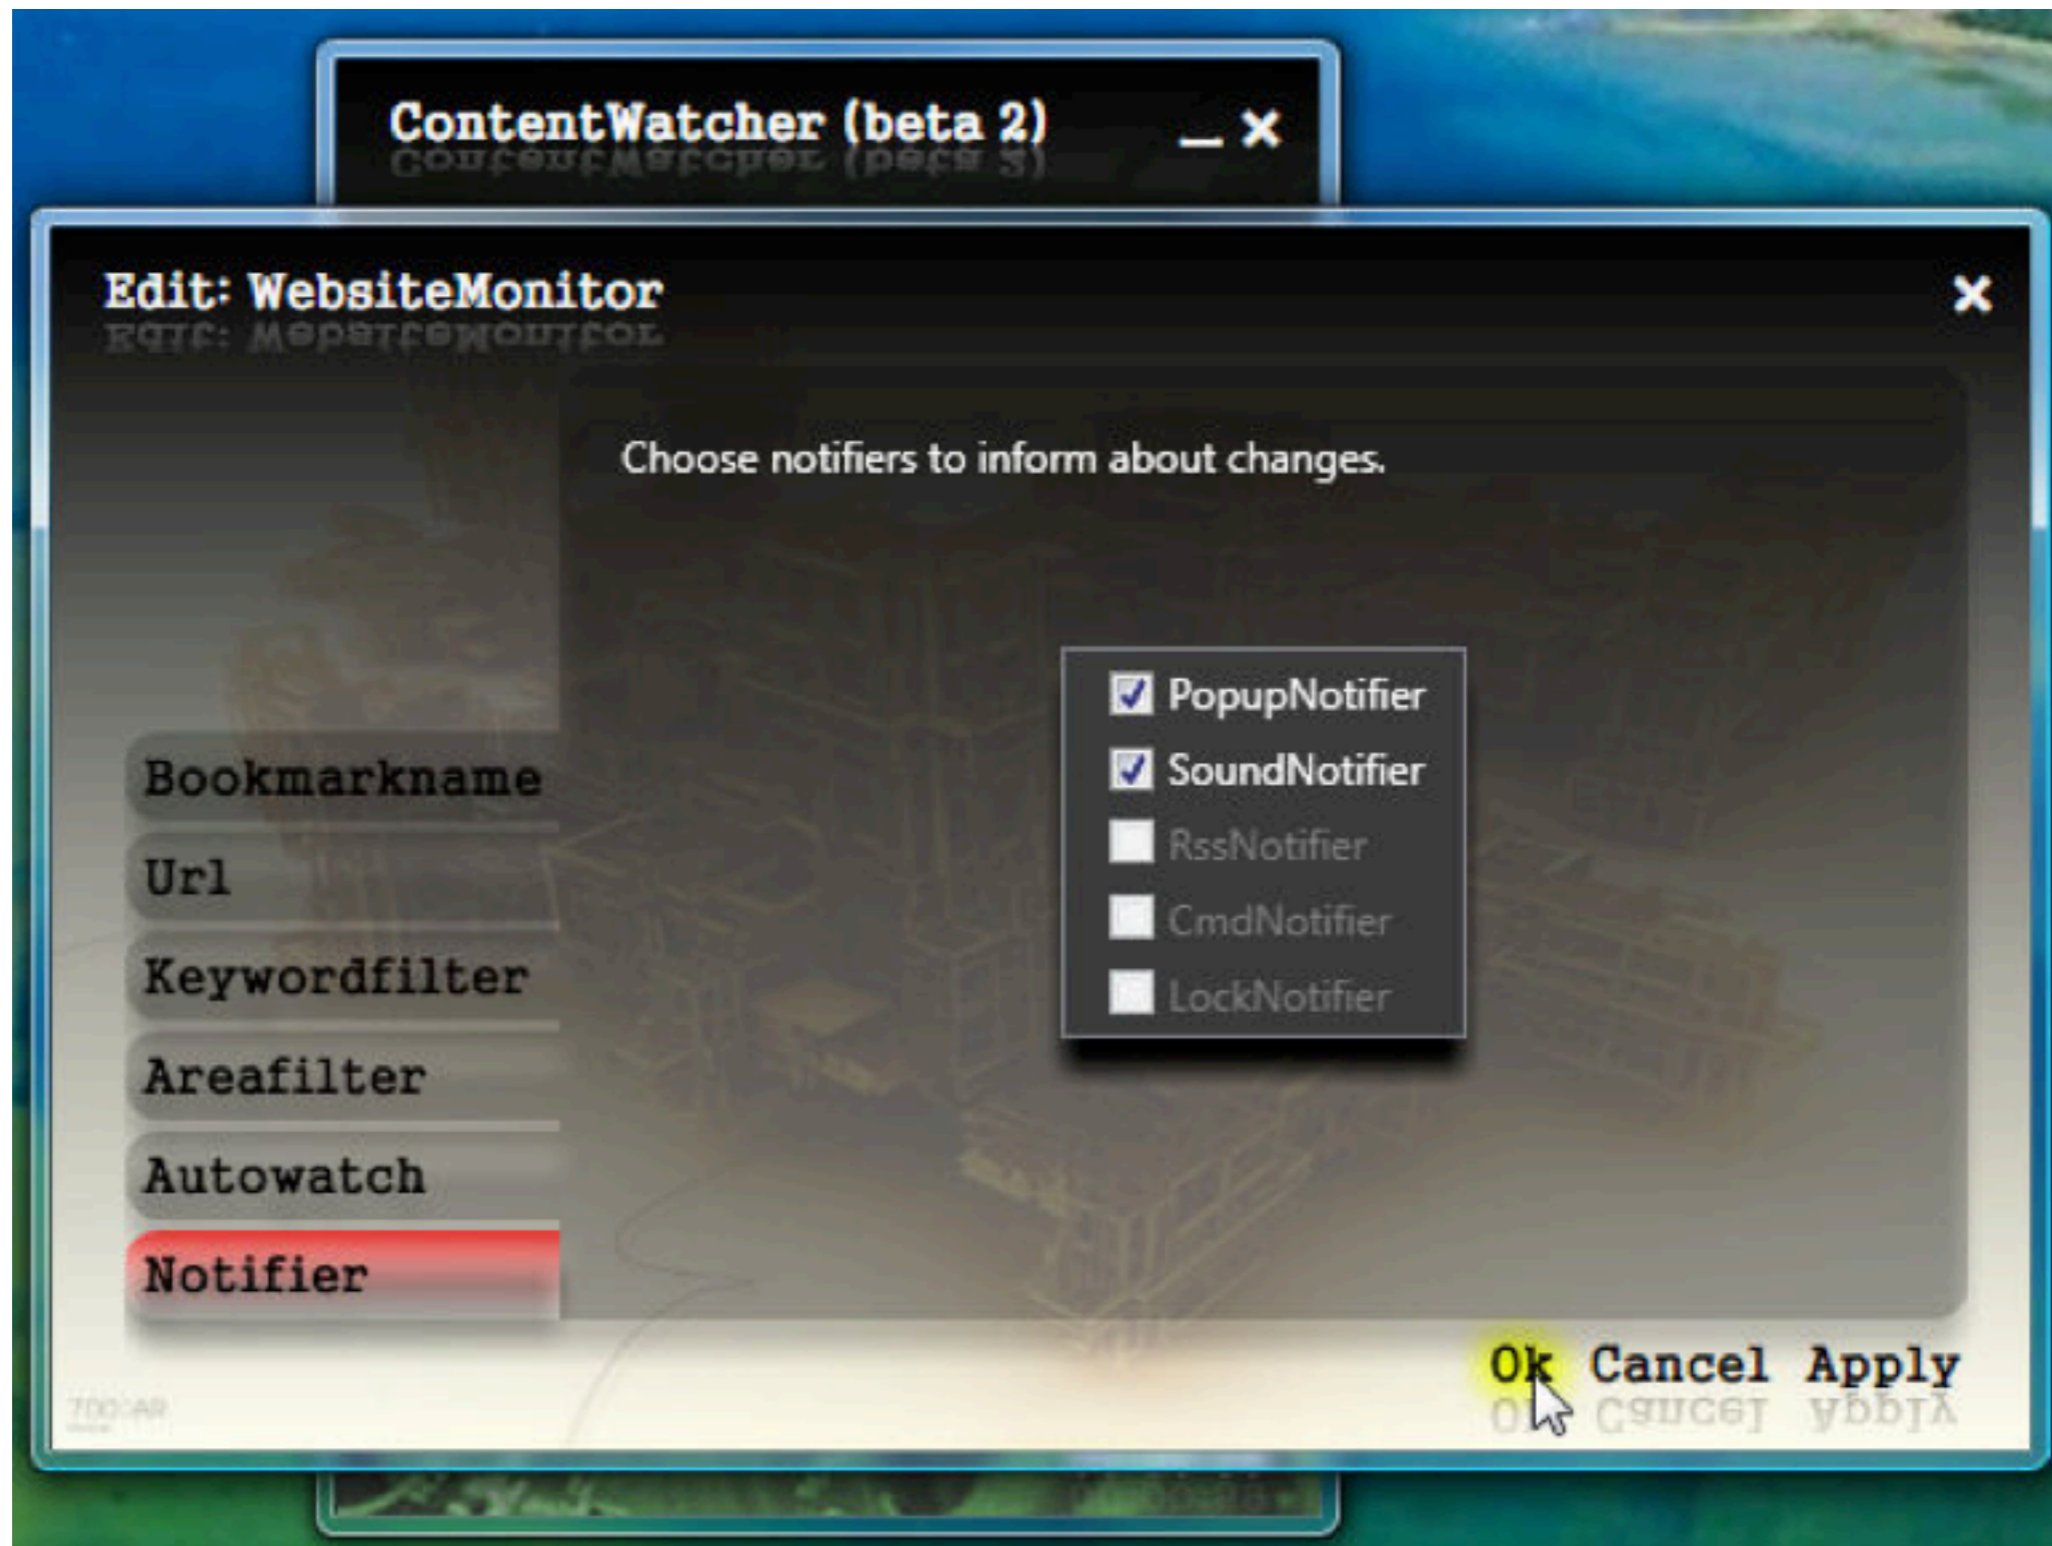 ContentWatcher (beta 2)
Edit: WebsiteMonitor
Choose notifiers to inform about changes.
PopupNotifier
SoundNotifier
RssNotifier
CmdNotifier
LockNotifier
Bookmarkname
Url
Keywordfilter
Areafilter
Autowatch
Notifier
Ok Cancel Apply